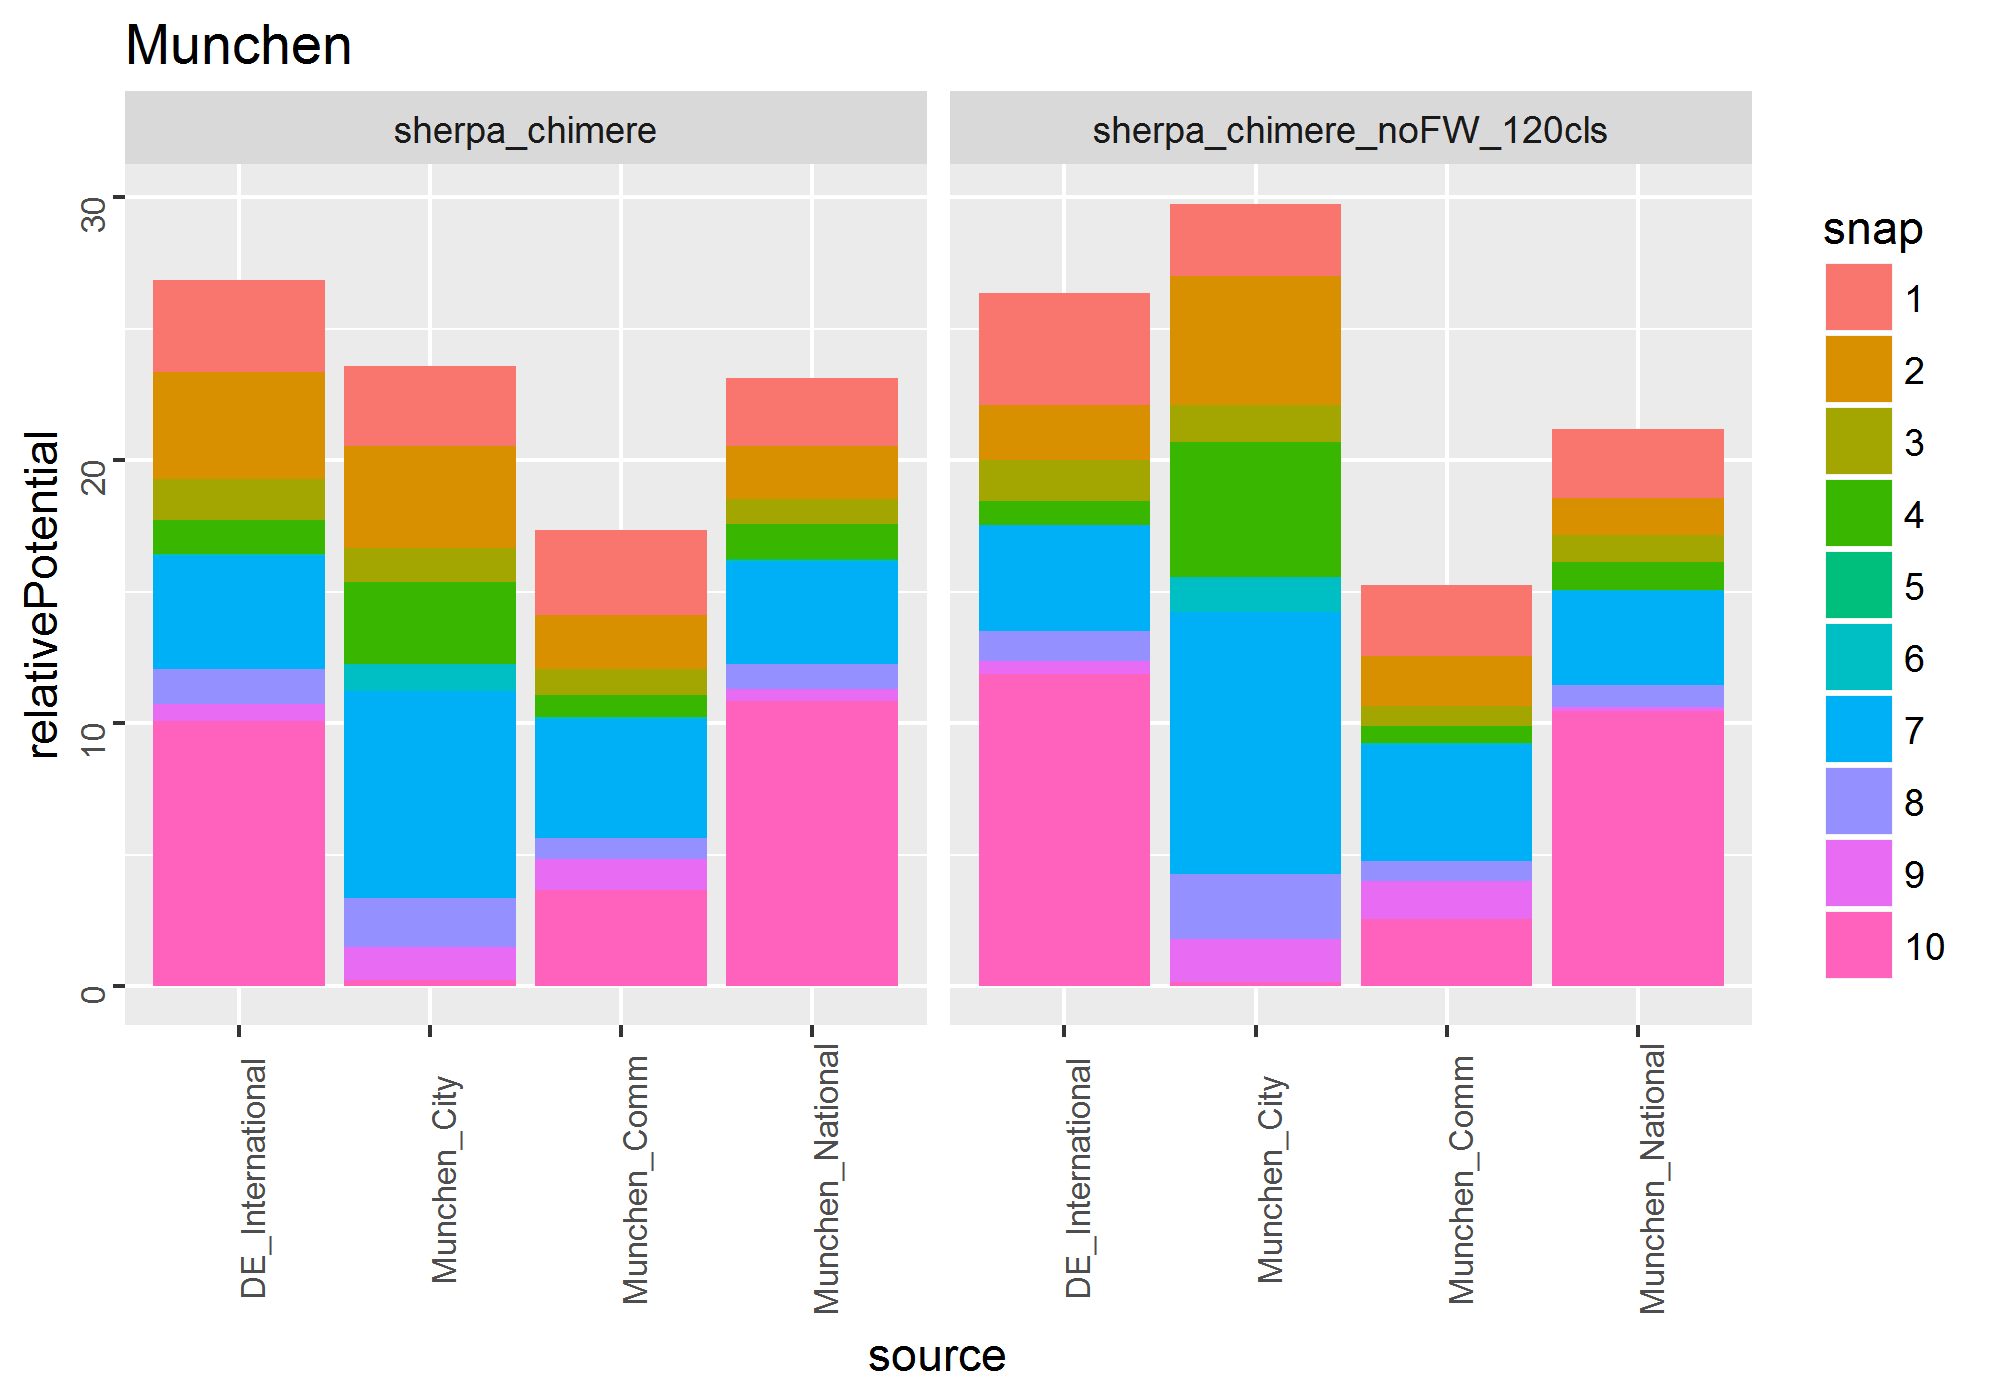 Munchen
sherpa_chimere
sherpa_chimere_noFW_120cls
relativePotential
30
20
10
0
DE_International
Munchen_City
Munchen_Comm
Munchen_National
DE_International
Munchen_City
Munchen_Comm
Munchen_National
source
snap
1
2
3
4
5
6
7
8
9
10